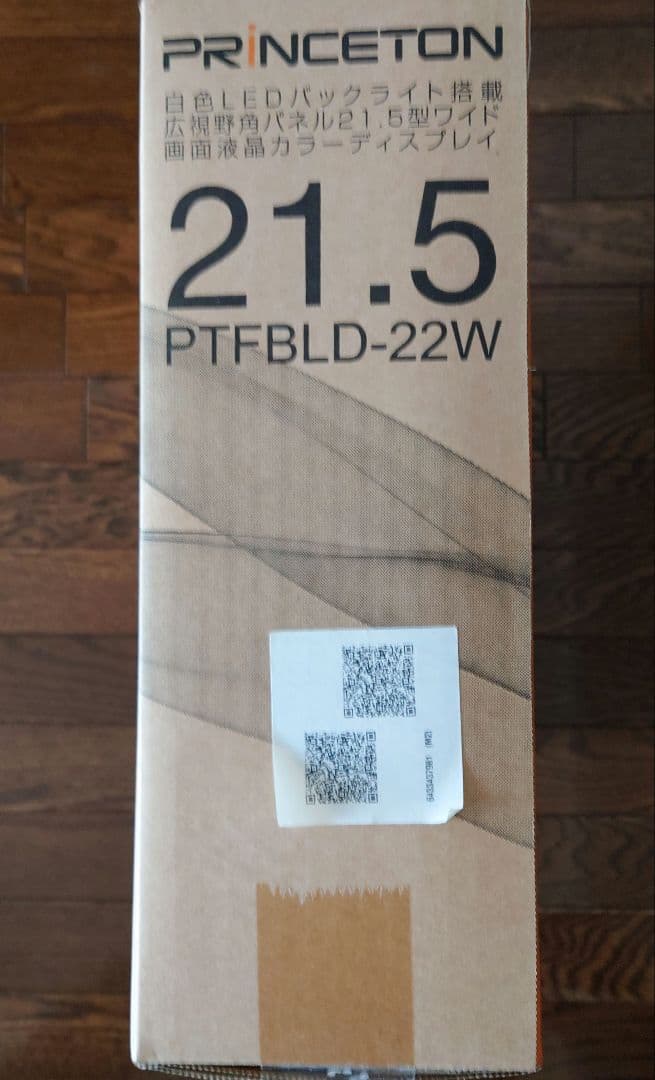 PRiNCETON
白色LEDバックライト搭載
広視野角パネル21.5型ワイド
画面液晶カラーディスプレイ
21.5
PTFBLD-22W
(M2)